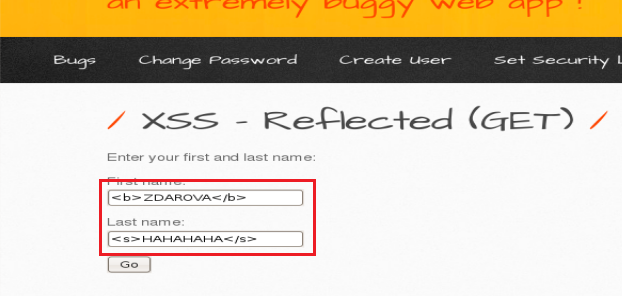 an extremely buggy web app !
Bugs Change Password Create User Set Security
/ XSS - Reflected (GET) /
Enter your first and last name:
First name:
<b>ZDAROVA</b>
Last name:
<s>HAHAHAHA</s>
Go